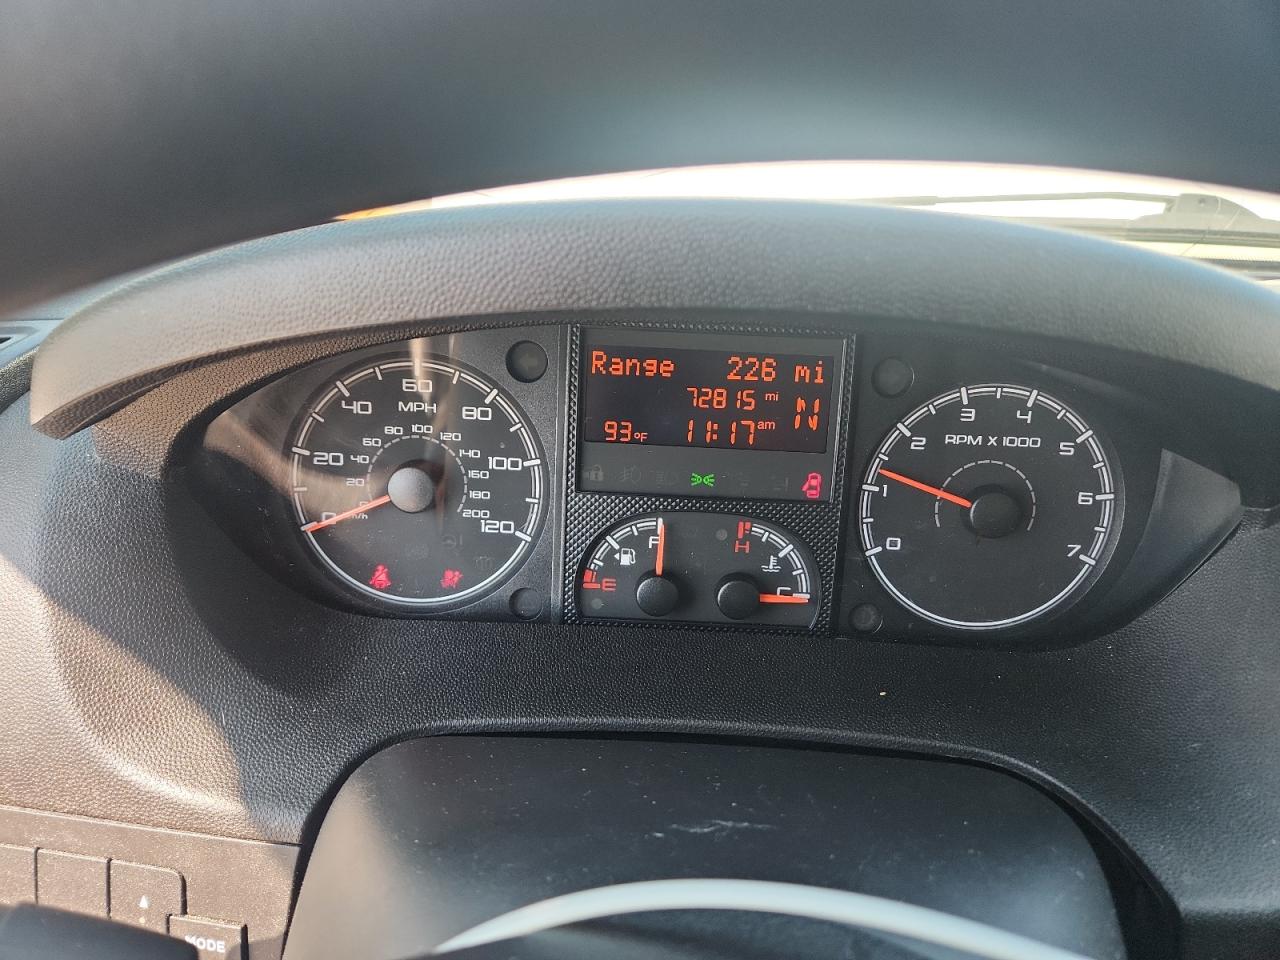 Range 226 mi
72815 mi
N
93°F 11:17 am
60
40 MPH 80
80 100 120
60 140
20 40 160 100
20 180
0 200
0 km/h 120
F
E
H
C
3 4
2 RPM X 1000 5
1 6
0 7
MODE